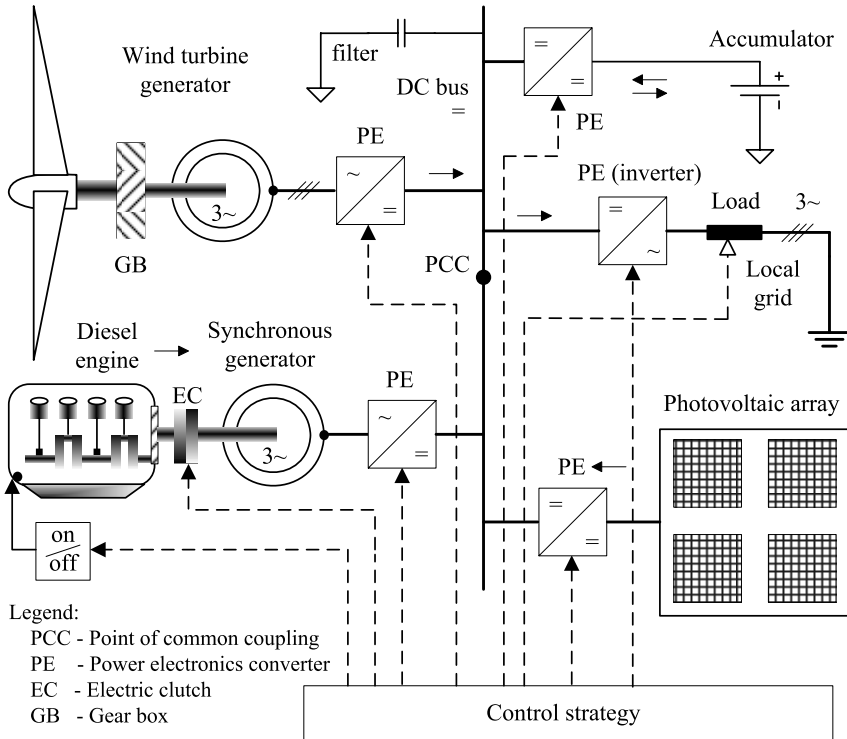 Wind turbine
generator
filter
DC bus
=
=
=
PE
Accumulator
+
-
PE
~
=
3~
GB
PE (inverter)
=
~
Load
3~
Local
grid
PCC
Diesel
engine
Synchronous
generator
EC
3~
PE
~
=
Photovoltaic array
PE
=
=
on
off
Legend:
PCC - Point of common coupling
PE - Power electronics converter
EC - Electric clutch
GB - Gear box
Control strategy